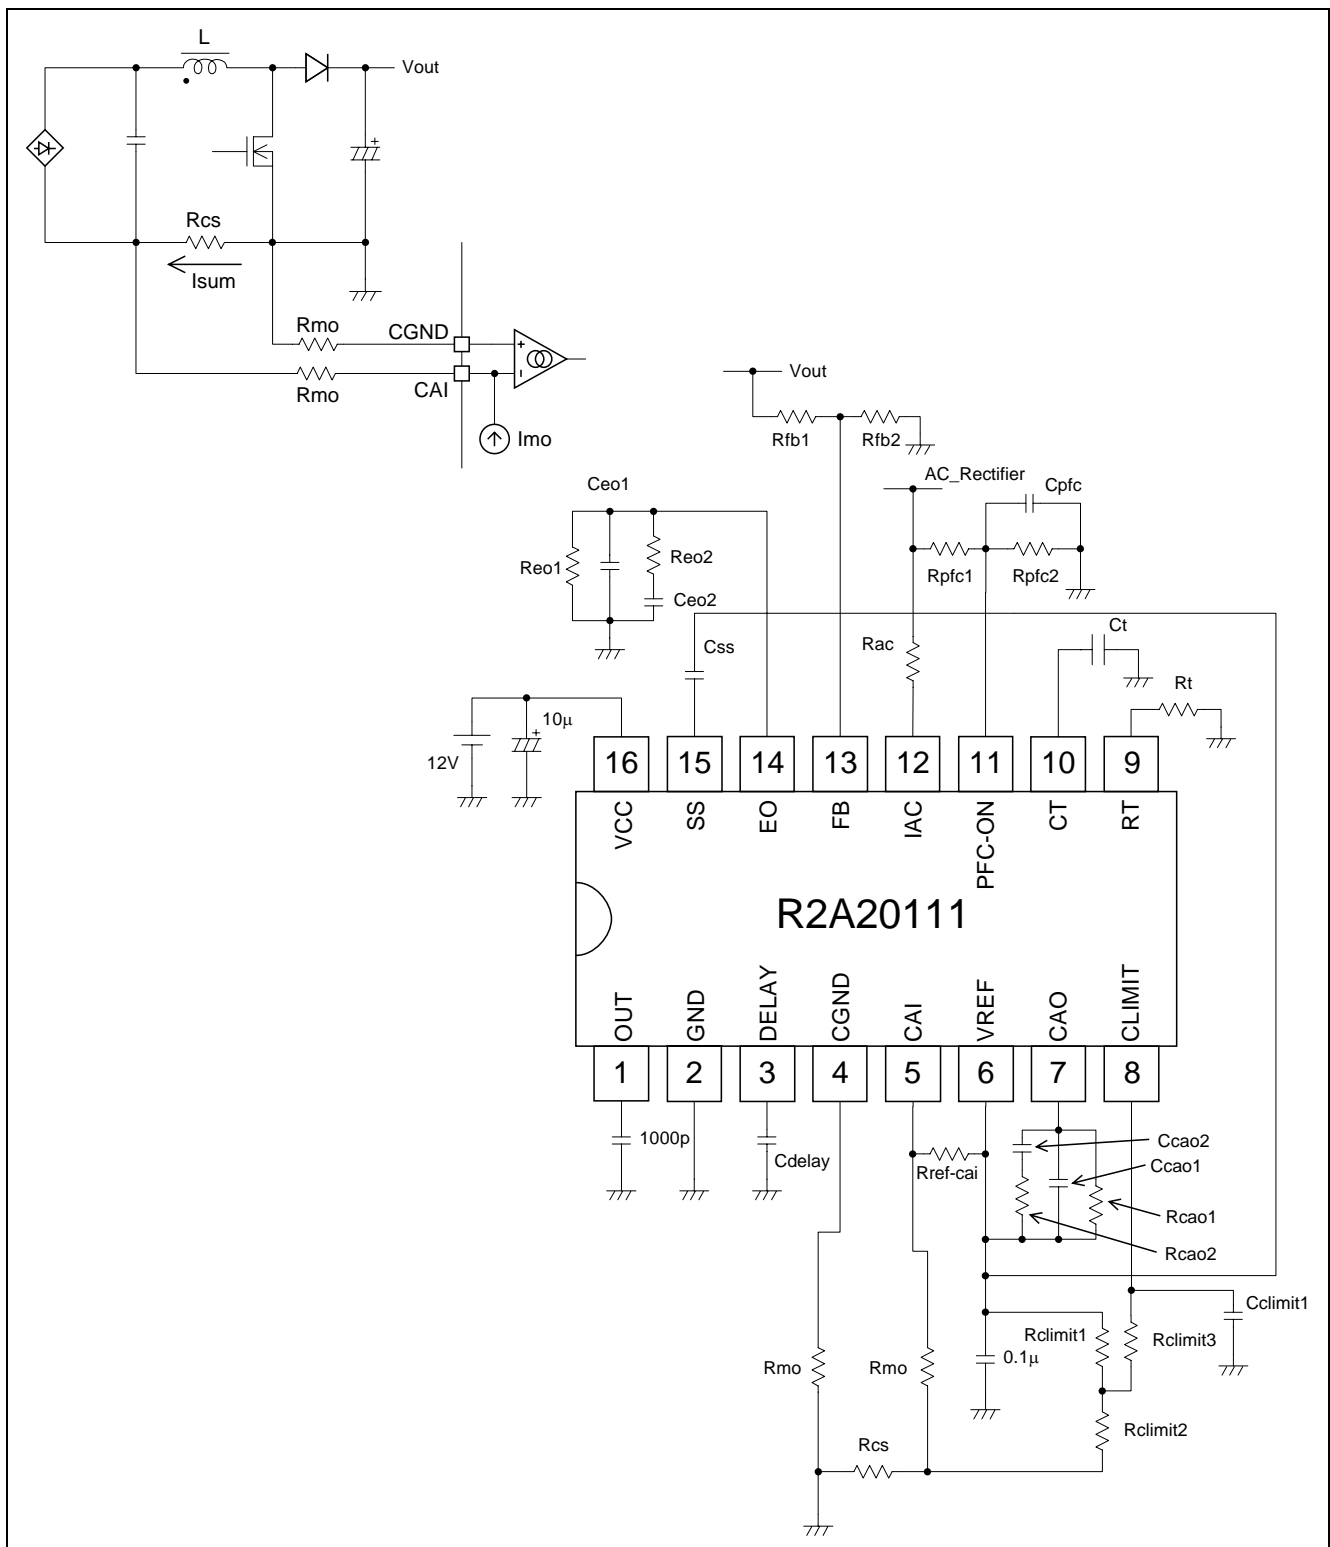 L
Vout
Rcs
Isum
Rmo
CGND
+
-
Rmo
CAI
Imo
Vout
Rfb1
Rfb2
AC_Rectifier
Cpfc
Ceo1
Reo1
Reo2
Ceo2
Rpfc1
Rpfc2
Css
Rac
Ct
Rt
+
10µ
12V
16
15
14
13
12
11
10
9
VCC
SS
EO
FB
IAC
PFC-ON
CT
RT
R2A20111
OUT
GND
DELAY
CGND
CAI
VREF
CAO
CLIMIT
1
2
3
4
5
6
7
8
1000p
Cdelay
Rref-cai
Ccao2
Ccao1
Rcao1
Rcao2
Cclimit1
Rclimit1
Rclimit3
0.1µ
Rmo
Rmo
Rclimit2
Rcs